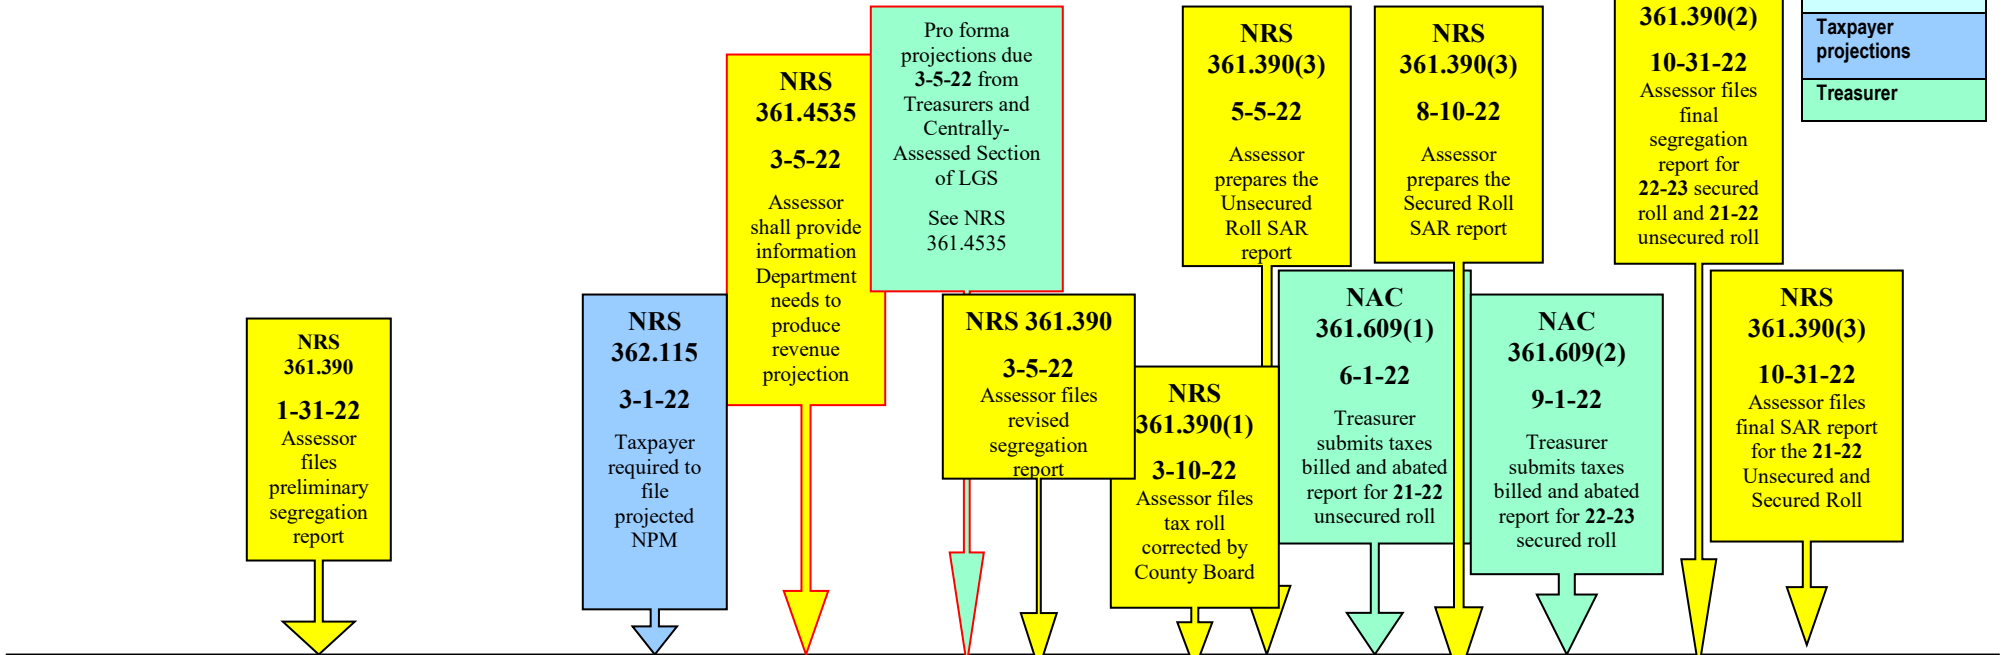 NRS
361.390
1-31-22
Assessor
files
preliminary
segregation
report
NRS
362.115
3-1-22
Taxpayer
required to
file
projected
NPM
NRS
361.4535
3-5-22
Assessor
shall provide
information
Department
needs to
produce
revenue
projection
Pro forma
projections due
3-5-22 from
Treasurers and
Centrally-
Assessed Section
of LGS
See NRS
361.4535
NRS 361.390
3-5-22
Assessor files
revised
segregation
report
NRS
361.390(1)
3-10-22
Assessor files
tax roll
corrected by
County Board
NRS
361.390(3)
5-5-22
Assessor
prepares the
Unsecured
Roll SAR
report
NAC
361.609(1)
6-1-22
Treasurer
submits taxes
billed and abated
report for 21-22
unsecured roll
NRS
361.390(3)
8-10-22
Assessor
prepares the
Secured Roll
SAR report
NAC
361.609(2)
9-1-22
Treasurer
submits taxes
billed and abated
report for 22-23
secured roll
361.390(2)
10-31-22
Assessor files
final
segregation
report for
22-23 secured
roll and 21-22
unsecured roll
NRS
361.390(3)
10-31-22
Assessor files
final SAR report
for the 21-22
Unsecured and
Secured Roll
Taxpayer
projections
Treasurer